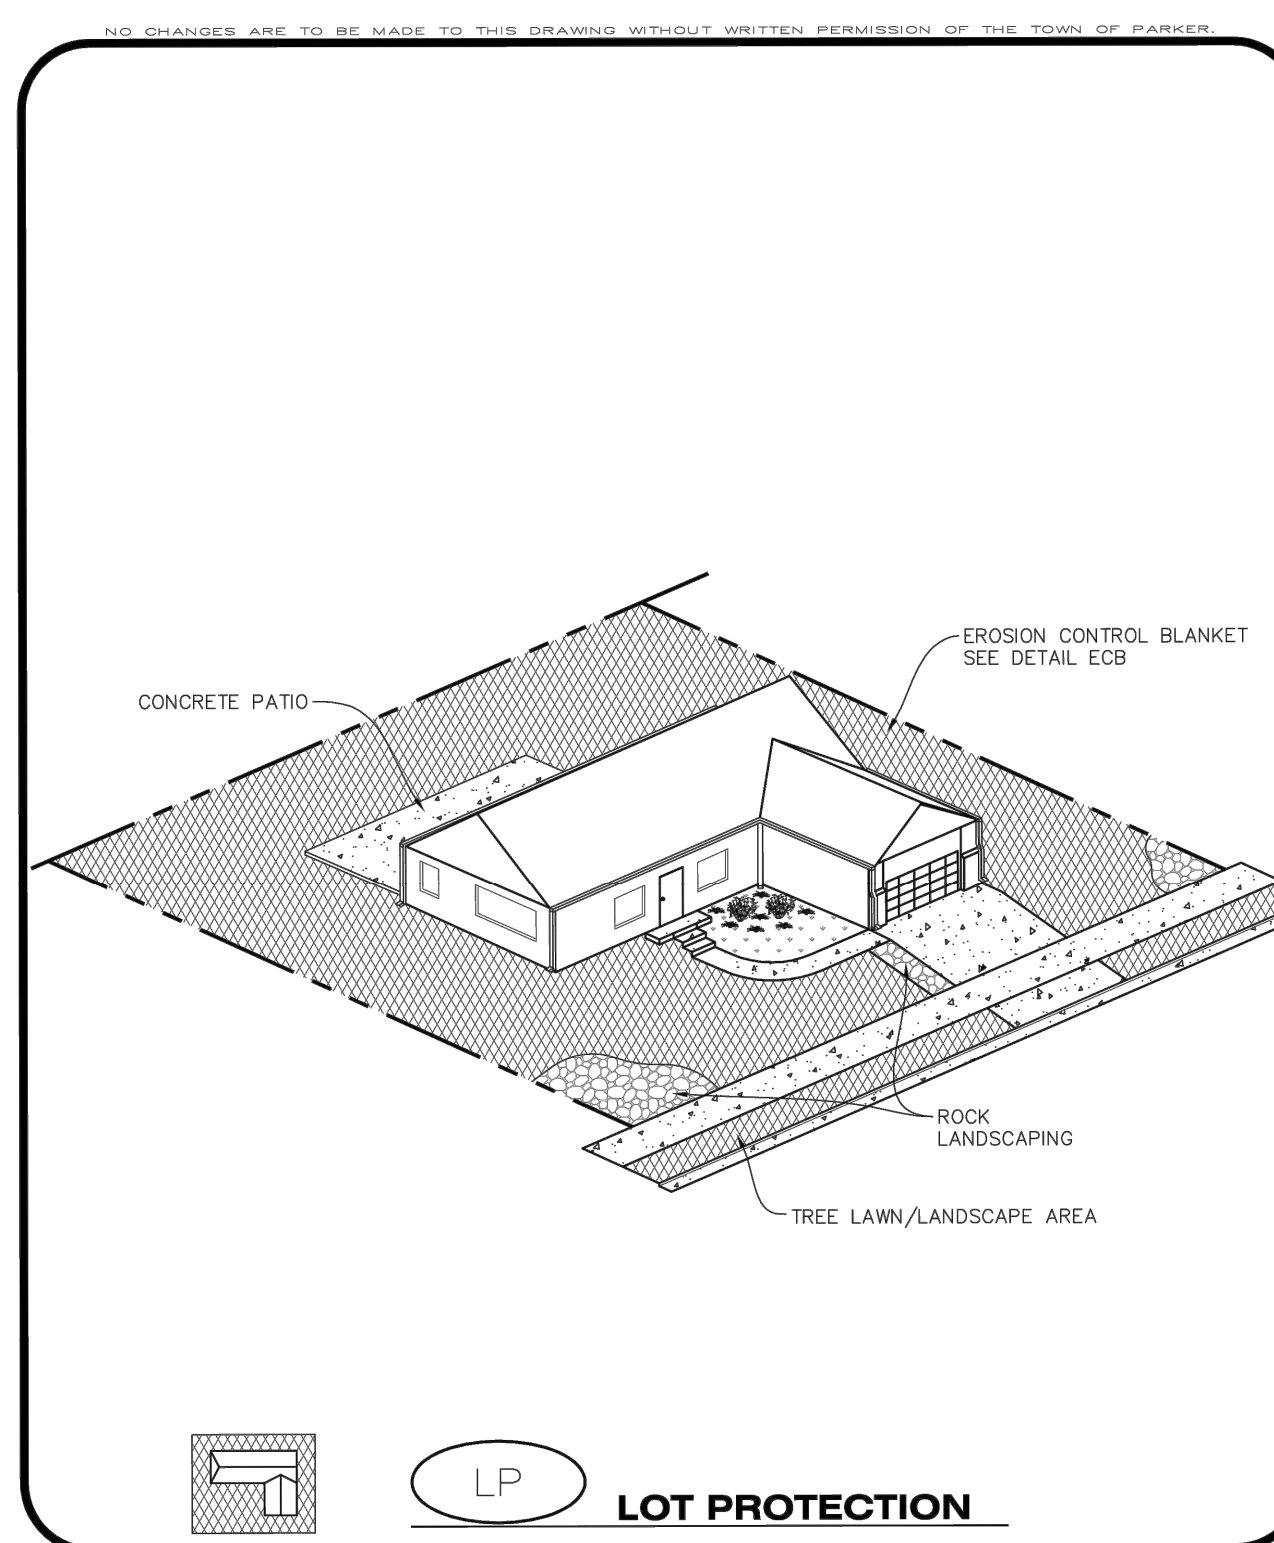 NO CHANGES ARE TO BE MADE TO THIS DRAWING WITHOUT WRITTEN PERMISSION OF THE TOWN OF PARKER.
EROSION CONTROL BLANKET
SEE DETAIL ECB
CONCRETE PATIO
ROCK
LANDSCAPING
TREE LAWN/LANDSCAPE AREA
LP
LOT PROTECTION